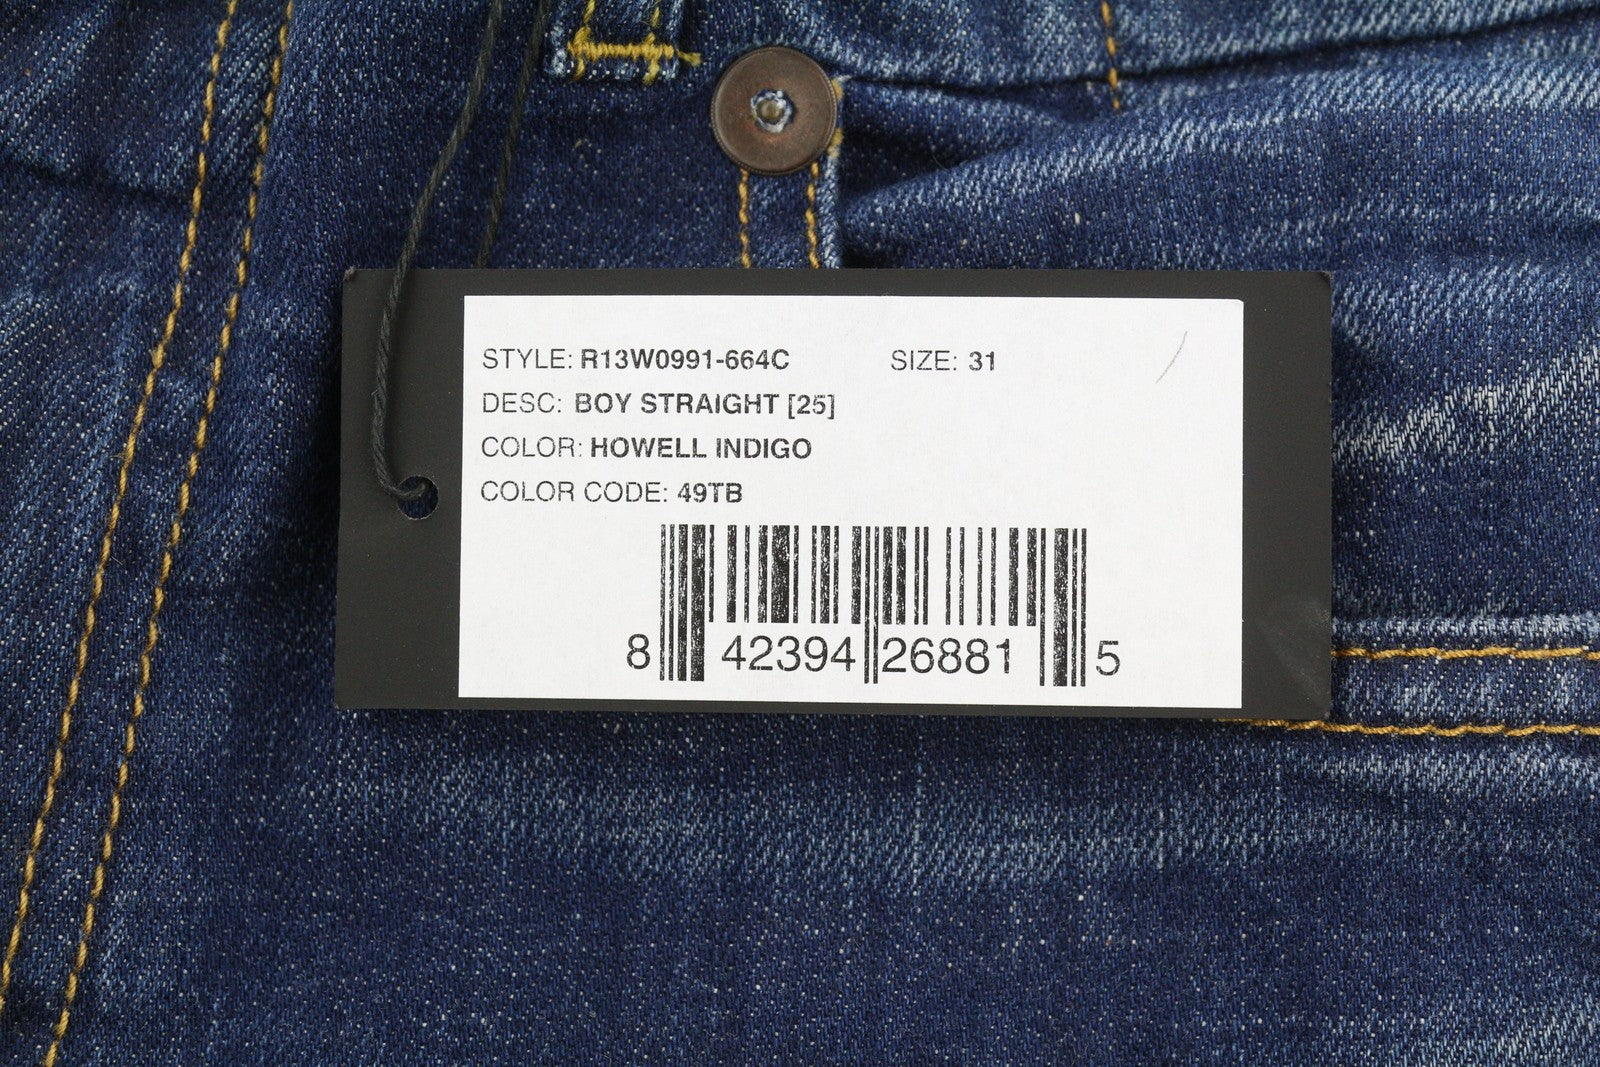 STYLE: R13W0991-664C SIZE: 31
DESC: BOY STRAIGHT [25]
COLOR: HOWELL INDIGO
COLOR CODE: 49TB
8 42394 26881 5